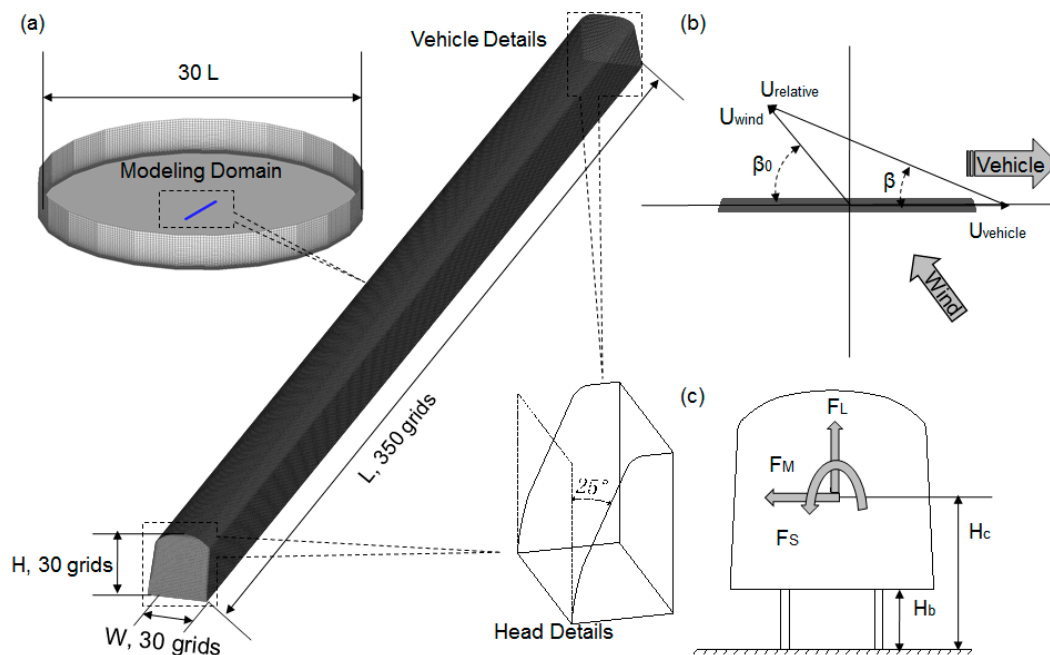 (a)
30 L
Modeling Domain
Vehicle Details
L, 350 grids
H, 30 grids
W, 30 grids
25°
Head Details
(b)
Urelative
Uwind
β0
β
Vehicle
Uvehicle
Wind
(c)
FL
FM
FS
Hc
Hb